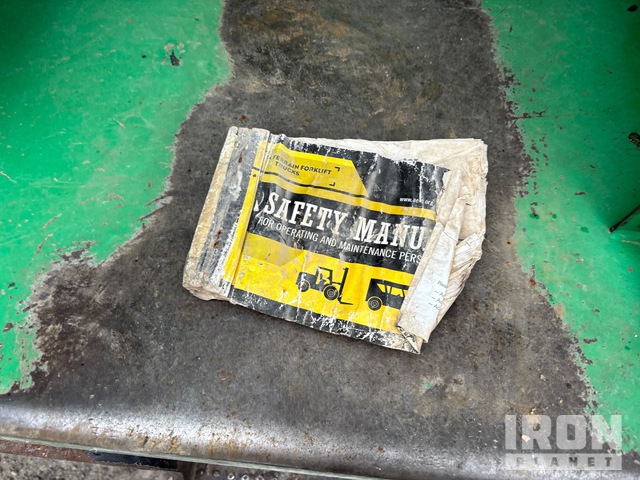 TERRAIN FORKLIFT
TRUCKS
SAFETY MANU
FOR OPERATING AND MAINTENANCE PERS
IRON
PLANET